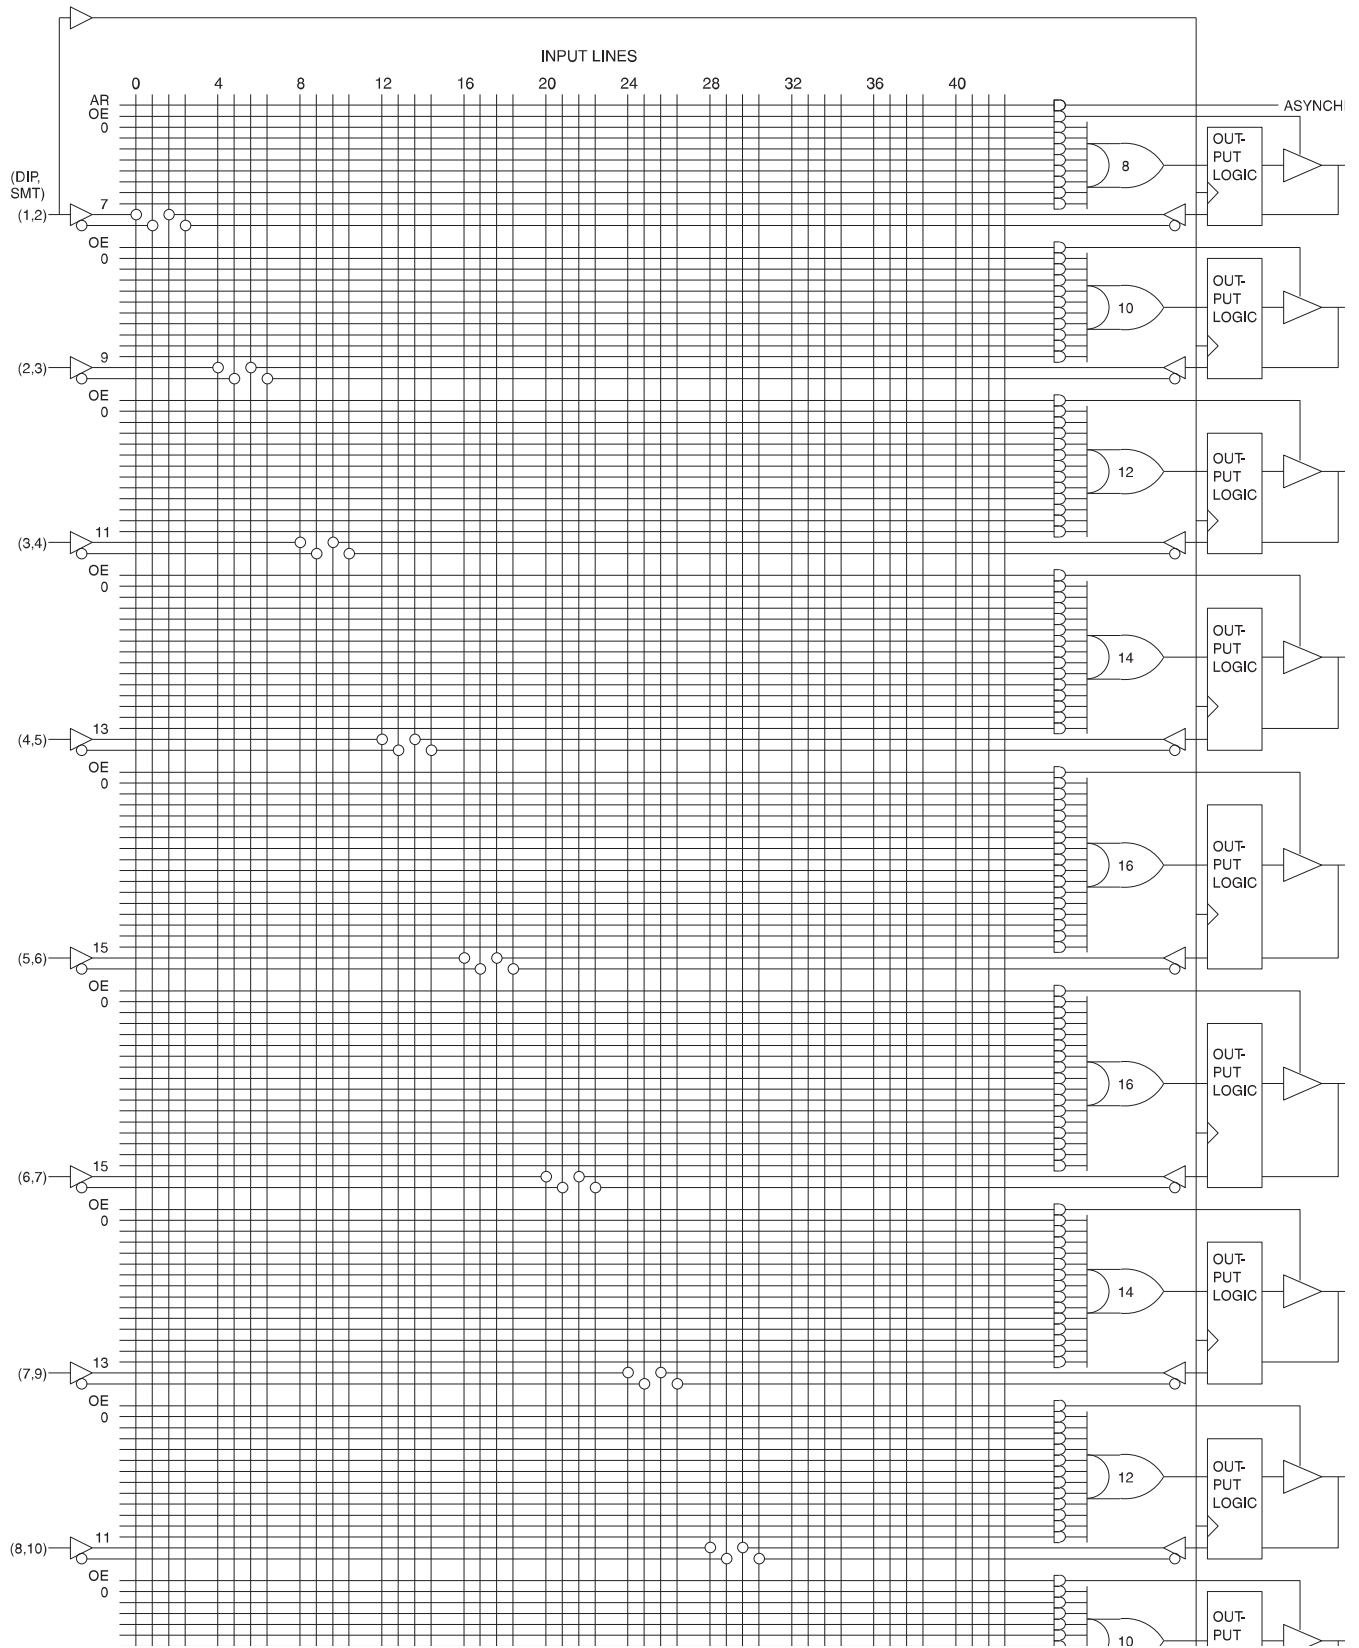 INPUT LINES
0 4 8 12 16 20 24 28 32 36 40
AR
OE
0
ASYNCH
8
OUT-
PUT
LOGIC
(DIP,
SMT)
7
(1,2)
OE
0
10
OUT-
PUT
LOGIC
9
(2,3)
OE
0
12
OUT-
PUT
LOGIC
11
(3,4)
OE
0
14
OUT-
PUT
LOGIC
13
(4,5)
OE
0
16
OUT-
PUT
LOGIC
15
(5,6)
OE
0
16
OUT-
PUT
LOGIC
15
(6,7)
OE
0
14
OUT-
PUT
LOGIC
13
(7,9)
OE
0
12
OUT-
PUT
LOGIC
11
(8,10)
OE
0
10
OUT-
PUT